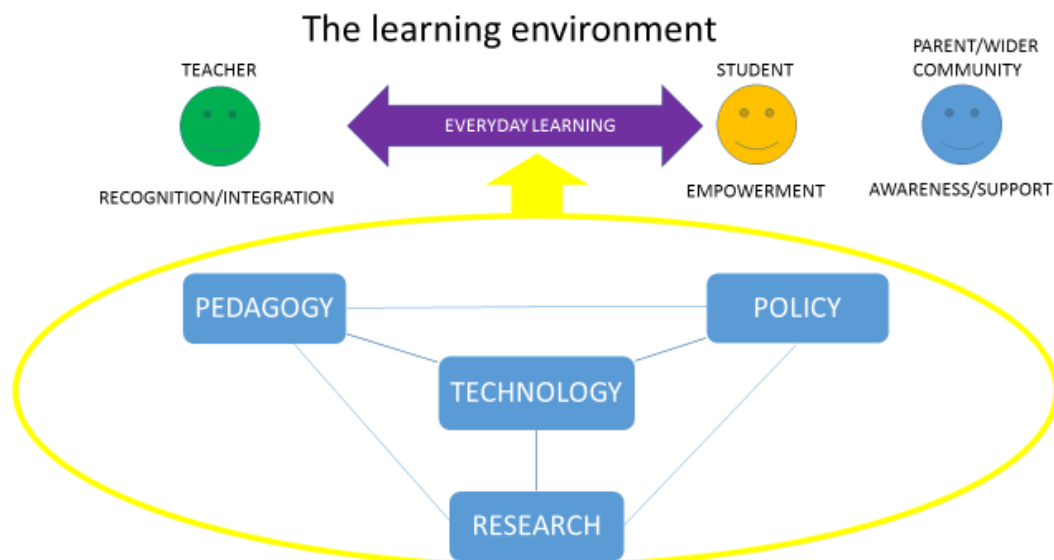 The learning environment
TEACHER
STUDENT
PARENT/WIDER
COMMUNITY
EVERYDAY LEARNING
RECOGNITION/INTEGRATION
EMPOWERMENT
AWARENESS/SUPPORT
PEDAGOGY
POLICY
TECHNOLOGY
RESEARCH